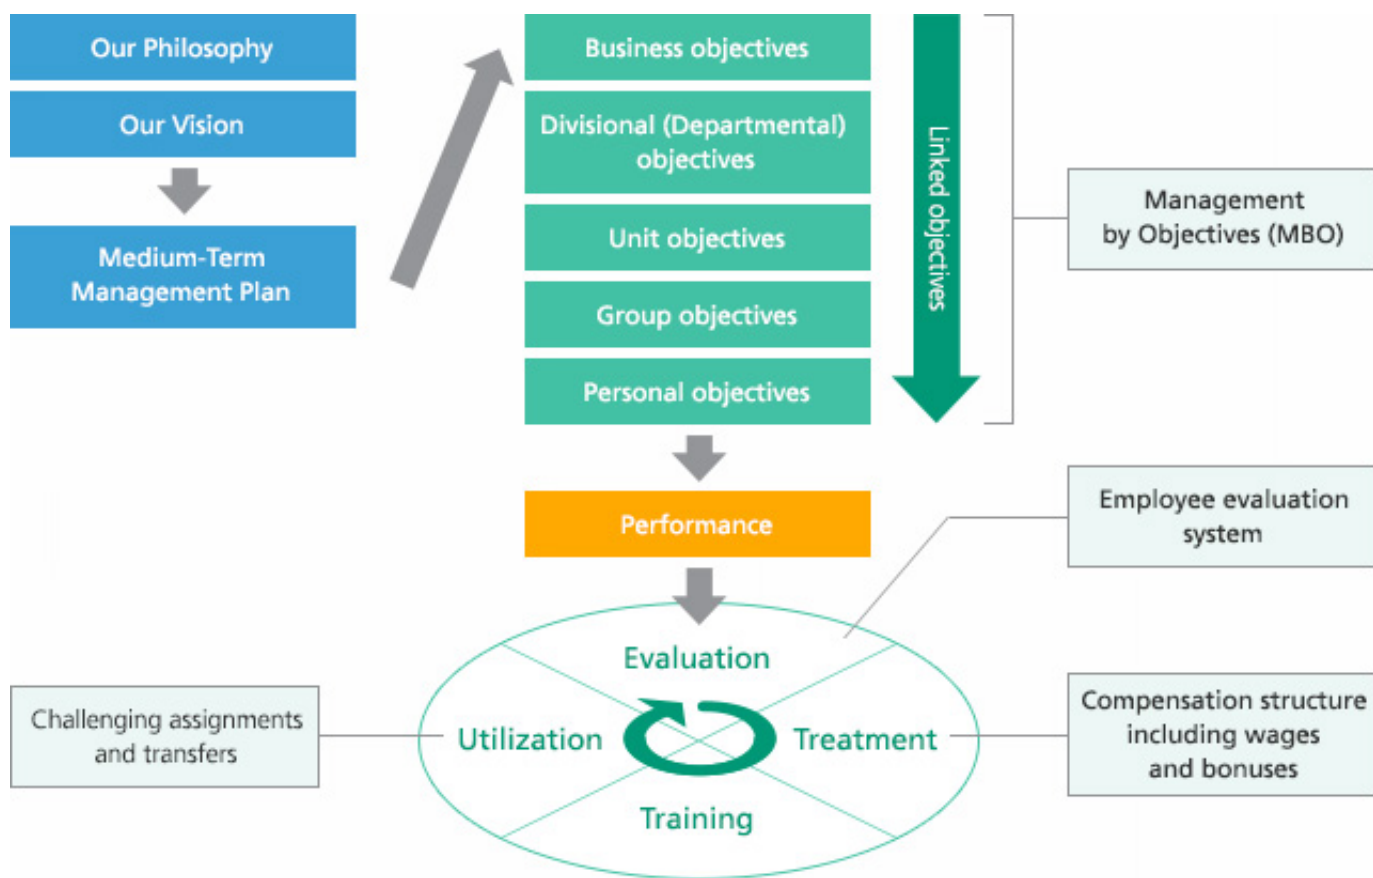 Our Philosophy
Our Vision
Medium-Term
Management Plan
Business objectives
Divisional (Departmental)
objectives
Unit objectives
Group objectives
Personal objectives
Linked objectives
Management
by Objectives (MBO)
Performance
Employee evaluation
system
Evaluation
Utilization
Treatment
Training
Challenging assignments
and transfers
Compensation structure
including wages
and bonuses